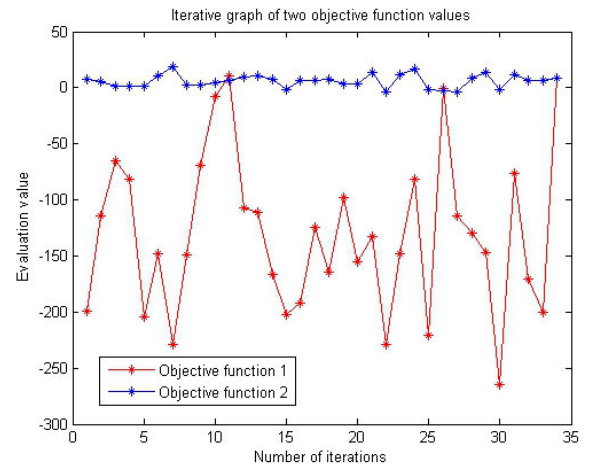 Iterative graph of two objective function values
50
0
-50
-100
-150
-200
-250
-300
Evaluation value
Objective function 1
Objective function 2
0 5 10 15 20 25 30 35
Number of iterations